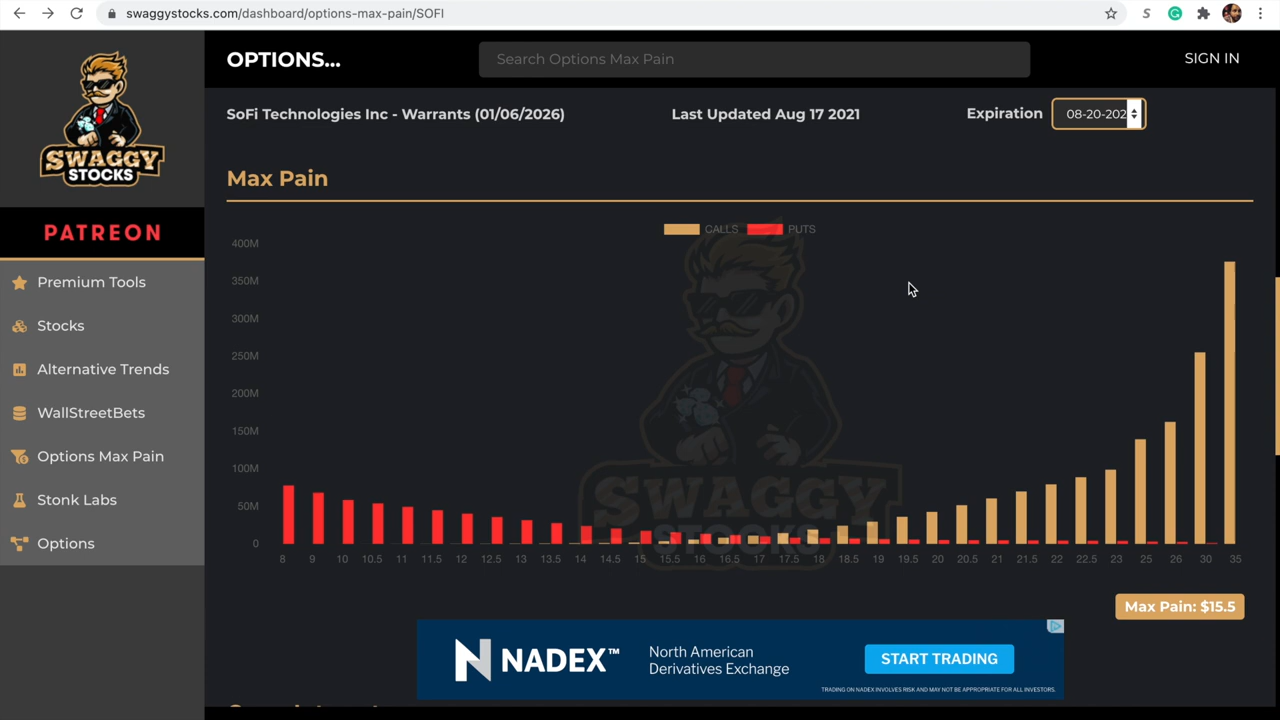 swaggystocks.com/dashboard/options-max-pain/SOFI
SWAGGY
STOCKS
OPTIONS...
Search Options Max Pain
SIGN IN
SoFi Technologies Inc - Warrants (01/06/2026)
Last Updated Aug 17 2021
Expiration
08-20-202
PATREON
Premium Tools
Stocks
Alternative Trends
WallStreetBets
Options Max Pain
Stonk Labs
Options
Max Pain
CALLS PUTS
400M
350M
300M
250M
200M
150M
100M
50M
0
SWAGGY
STOCKS
8 9 10 10.5 11 11.5 12 12.5 13 13.5 14 14.5 15 15.5 16 16.5 17 17.5 18 18.5 19 19.5 20 20.5 21 21.5 22 22.5 23 25 26 30 35
Max Pain: $15.5
NADEX™
North American
Derivatives Exchange
START TRADING
TRADING ON NADEX INVOLVES RISK AND MAY NOT BE APPROPRIATE FOR ALL INVESTORS.